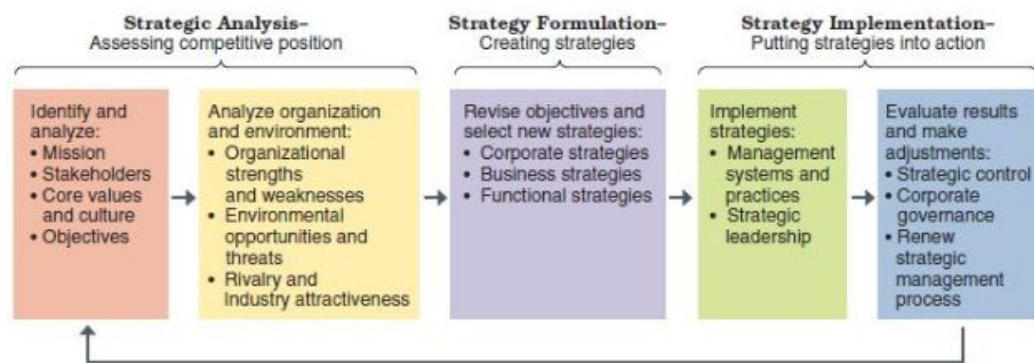 Strategic Analysis–
Assessing competitive position
Strategy Formulation–
Creating strategies
Strategy Implementation–
Putting strategies into action
Identify and
analyze:
• Mission
• Stakeholders
• Core values
and culture
• Objectives
Analyze organization
and environment:
• Organizational
strengths
and weaknesses
• Environmental
opportunities and
threats
• Rivalry and
Industry attractiveness
Revise objectives and
select new strategies:
• Corporate strategies
• Business strategies
• Functional strategies
Implement
strategies:
• Management
systems and
practices
• Strategic
leadership
Evaluate results
and make
adjustments:
• Strategic control
• Corporate
governance
• Renew
strategic
management
process